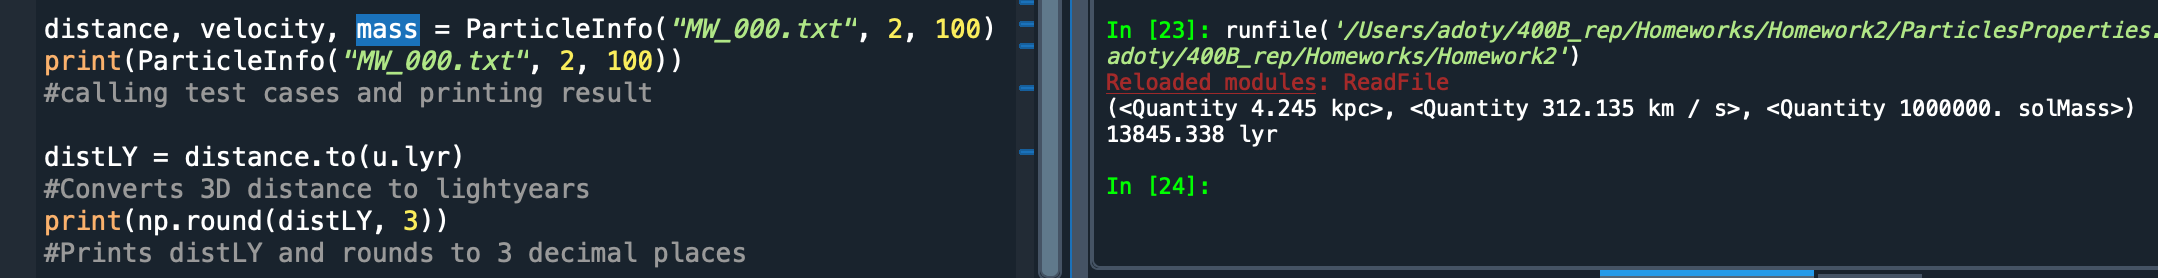 distance, velocity, mass = ParticleInfo("MW_000.txt", 2, 100)
print(ParticleInfo("MW_000.txt", 2, 100))
#calling test cases and printing result
distLY = distance.to(u.lyr)
#Converts 3D distance to lightyears
print(np.round(distLY, 3))
#Prints distLY and rounds to 3 decimal places
In [23]: runfile('/Users/adoty/400B_rep/Homeworks/Homework2/ParticlesProperties.
adoty/400B_rep/Homeworks/Homework2')
Reloaded modules: ReadFile
(<Quantity 4.245 kpc>, <Quantity 312.135 km / s>, <Quantity 1000000. solMass>)
13845.338 lyr
In [24]: